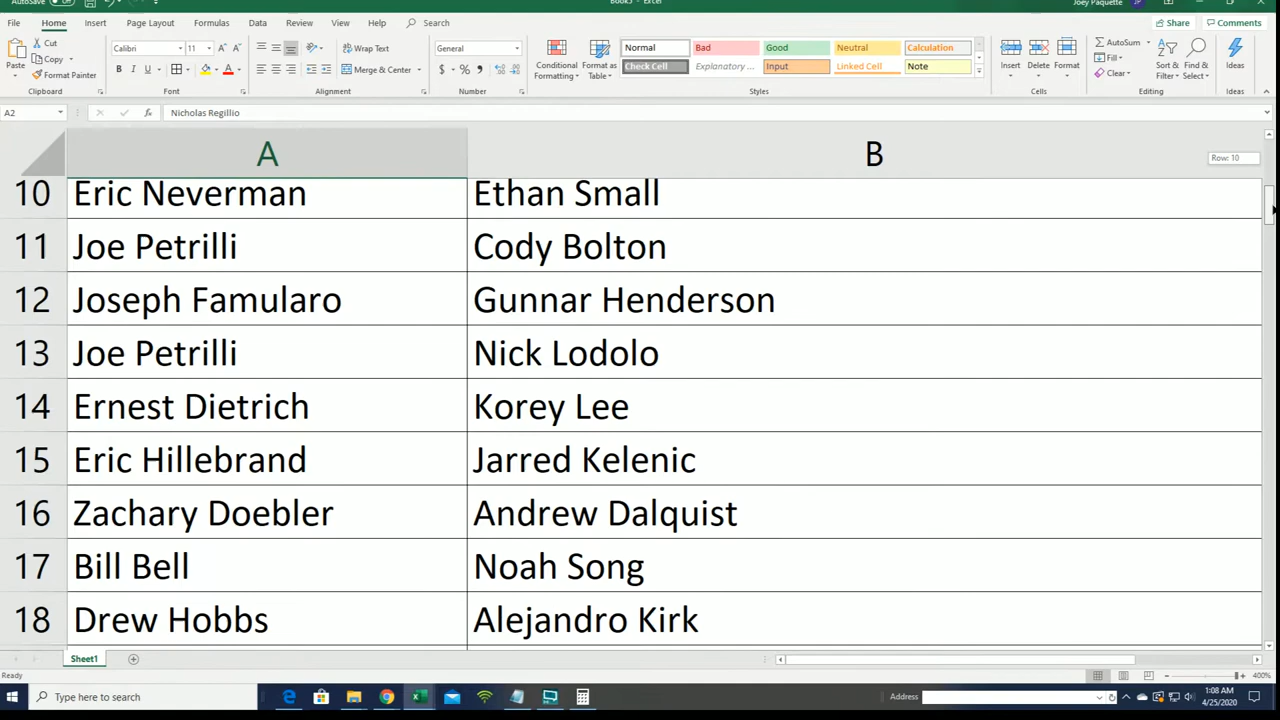 AutoSave Off Book5 - Excel Joey Paquette JP
File Home Insert Page Layout Formulas Data Review View Help Search Share Comments
Paste Cut Copy Format Painter Clipboard
Calibri 11 A A B I U A Font
Wrap Text Merge & Center Alignment
General $ % 9 Number
Conditional Formatting Format as Table
Normal Bad Good Neutral Calculation
Check Cell Explanatory ... Input Linked Cell Note
Styles
Insert Delete Format Cells
AutoSum Fill Clear Sort & Filter Find & Select Editing
Ideas Ideas
A2 fx Nicholas Regillio
A B
Row: 10
10 Eric Neverman Ethan Small
11 Joe Petrilli Cody Bolton
12 Joseph Famularo Gunnar Henderson
13 Joe Petrilli Nick Lodolo
14 Ernest Dietrich Korey Lee
15 Eric Hillebrand Jarred Kelenic
16 Zachary Doebler Andrew Dalquist
17 Bill Bell Noah Song
18 Drew Hobbs Alejandro Kirk
Sheet1
Ready 400%
Type here to search Address 1:08 AM
4/25/2020